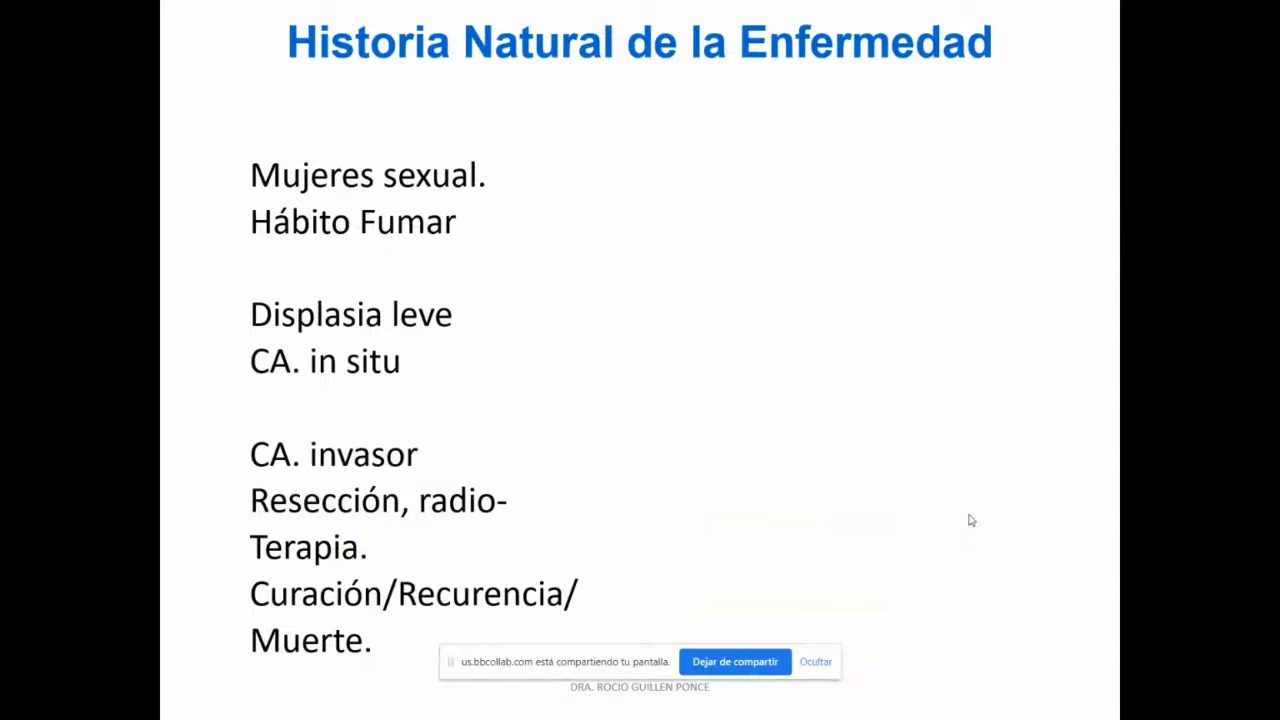 Historia Natural de la Enfermedad
Mujeres sexual.
Hábito Fumar
Displasia leve
CA. in situ
CA. invasor
Resección, radio-
Terapia.
Curación/Recurencia/
Muerte.
us.bbcollab.com está compartiendo tu pantalla. Dejar de compartir Ocultar
DRA. ROCIO GUILLEN PONCE